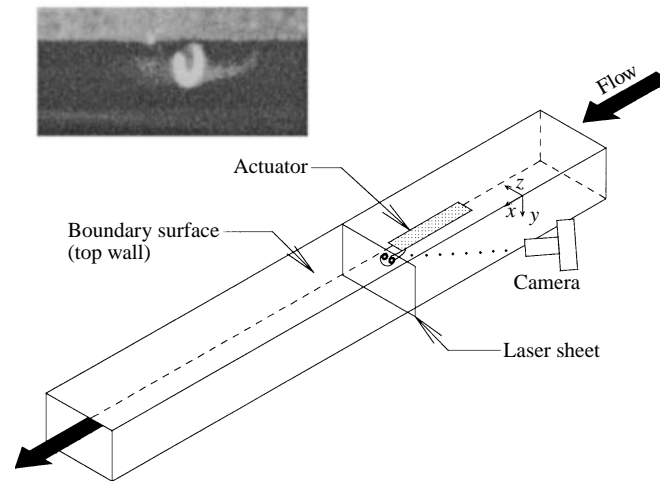 Flow
Actuator
z
x
y
Boundary surface
(top wall)
Camera
Laser sheet